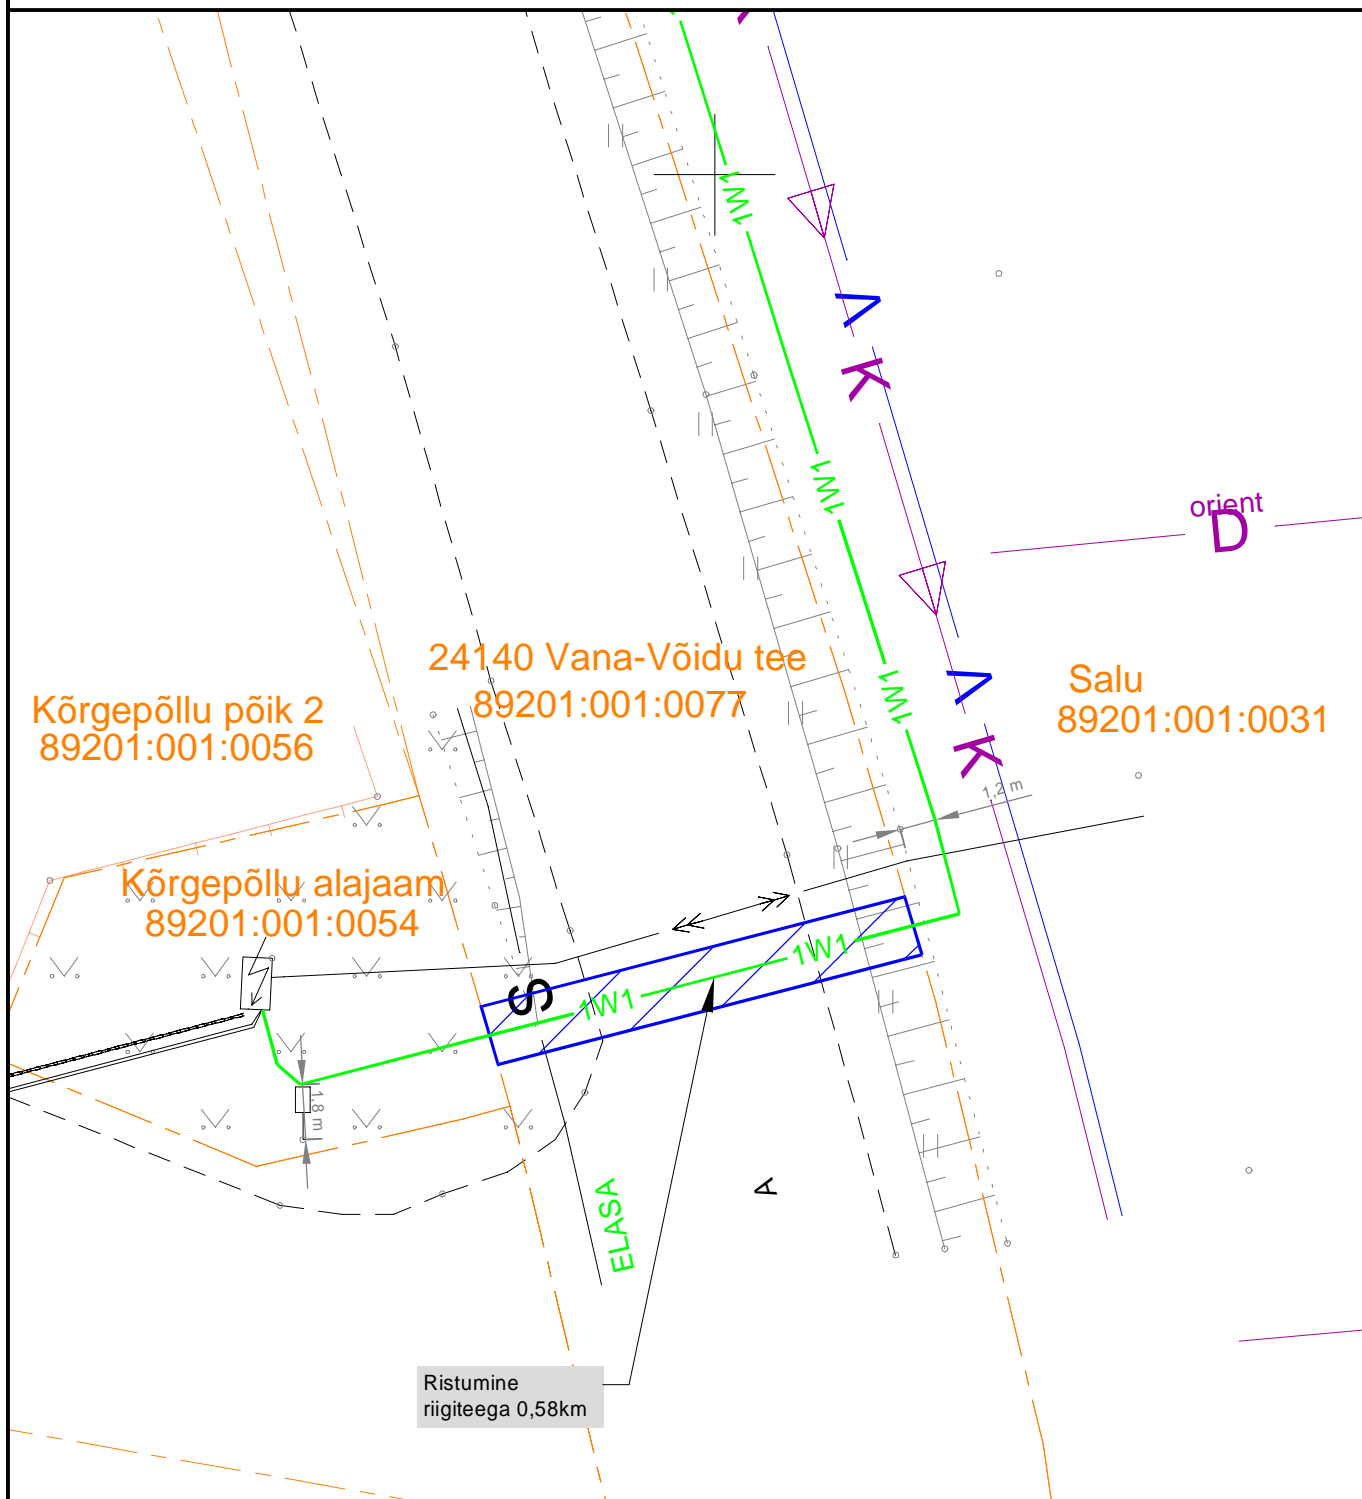 1W1
V
K
1W1
orient
D
24140 Vana-Võidu tee
89201:001:0077
1W1
V
K
Salu
89201:001:0031
Kõrgepõllu põik 2
89201:001:0056
1,2 m
Kõrgepõllu alajaam
89201:001:0054
1W1
S
1W1
1,8 m
ELASA
A
Ristumine
riigiteega 0,58km